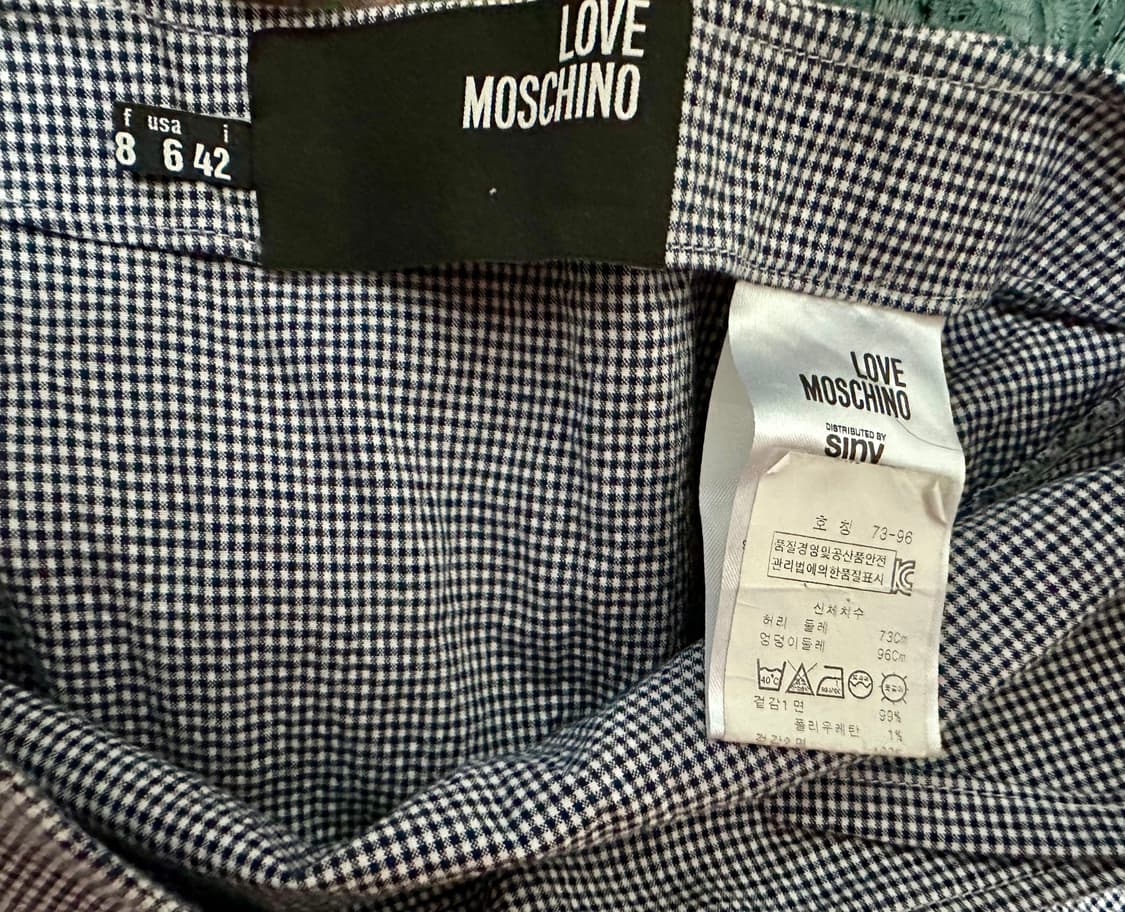 LOVE
MOSCHINO
f usa i
8 6 42
LOVE
MOSCHINO
DISTRIBUTED BY
sinv
호 칭 73-96
품질경영및공산품안전
관리법에의한품질표시
신체치수
허리 둘레 73Cm
엉덩이둘레 96Cm
40℃
겉감1 면 99%
폴리우레탄 1%